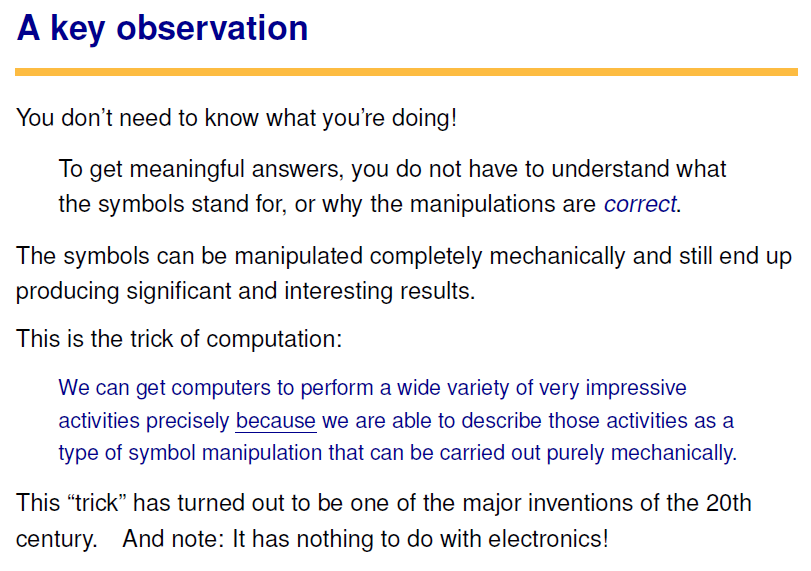 A key observation
You don’t need to know what you’re doing!
To get meaningful answers, you do not have to understand what
the symbols stand for, or why the manipulations are correct.
The symbols can be manipulated completely mechanically and still end up
producing significant and interesting results.
This is the trick of computation:
We can get computers to perform a wide variety of very impressive
activities precisely because we are able to describe those activities as a
type of symbol manipulation that can be carried out purely mechanically.
This “trick” has turned out to be one of the major inventions of the 20th
century. And note: It has nothing to do with electronics!